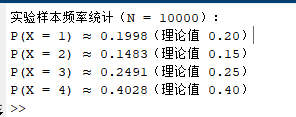 实验样本频率统计（N = 10000）：
P(X = 1) ≈ 0.1998（理论值 0.20）
P(X = 2) ≈ 0.1483（理论值 0.15）
P(X = 3) ≈ 0.2491（理论值 0.25）
P(X = 4) ≈ 0.4028（理论值 0.40）
>>